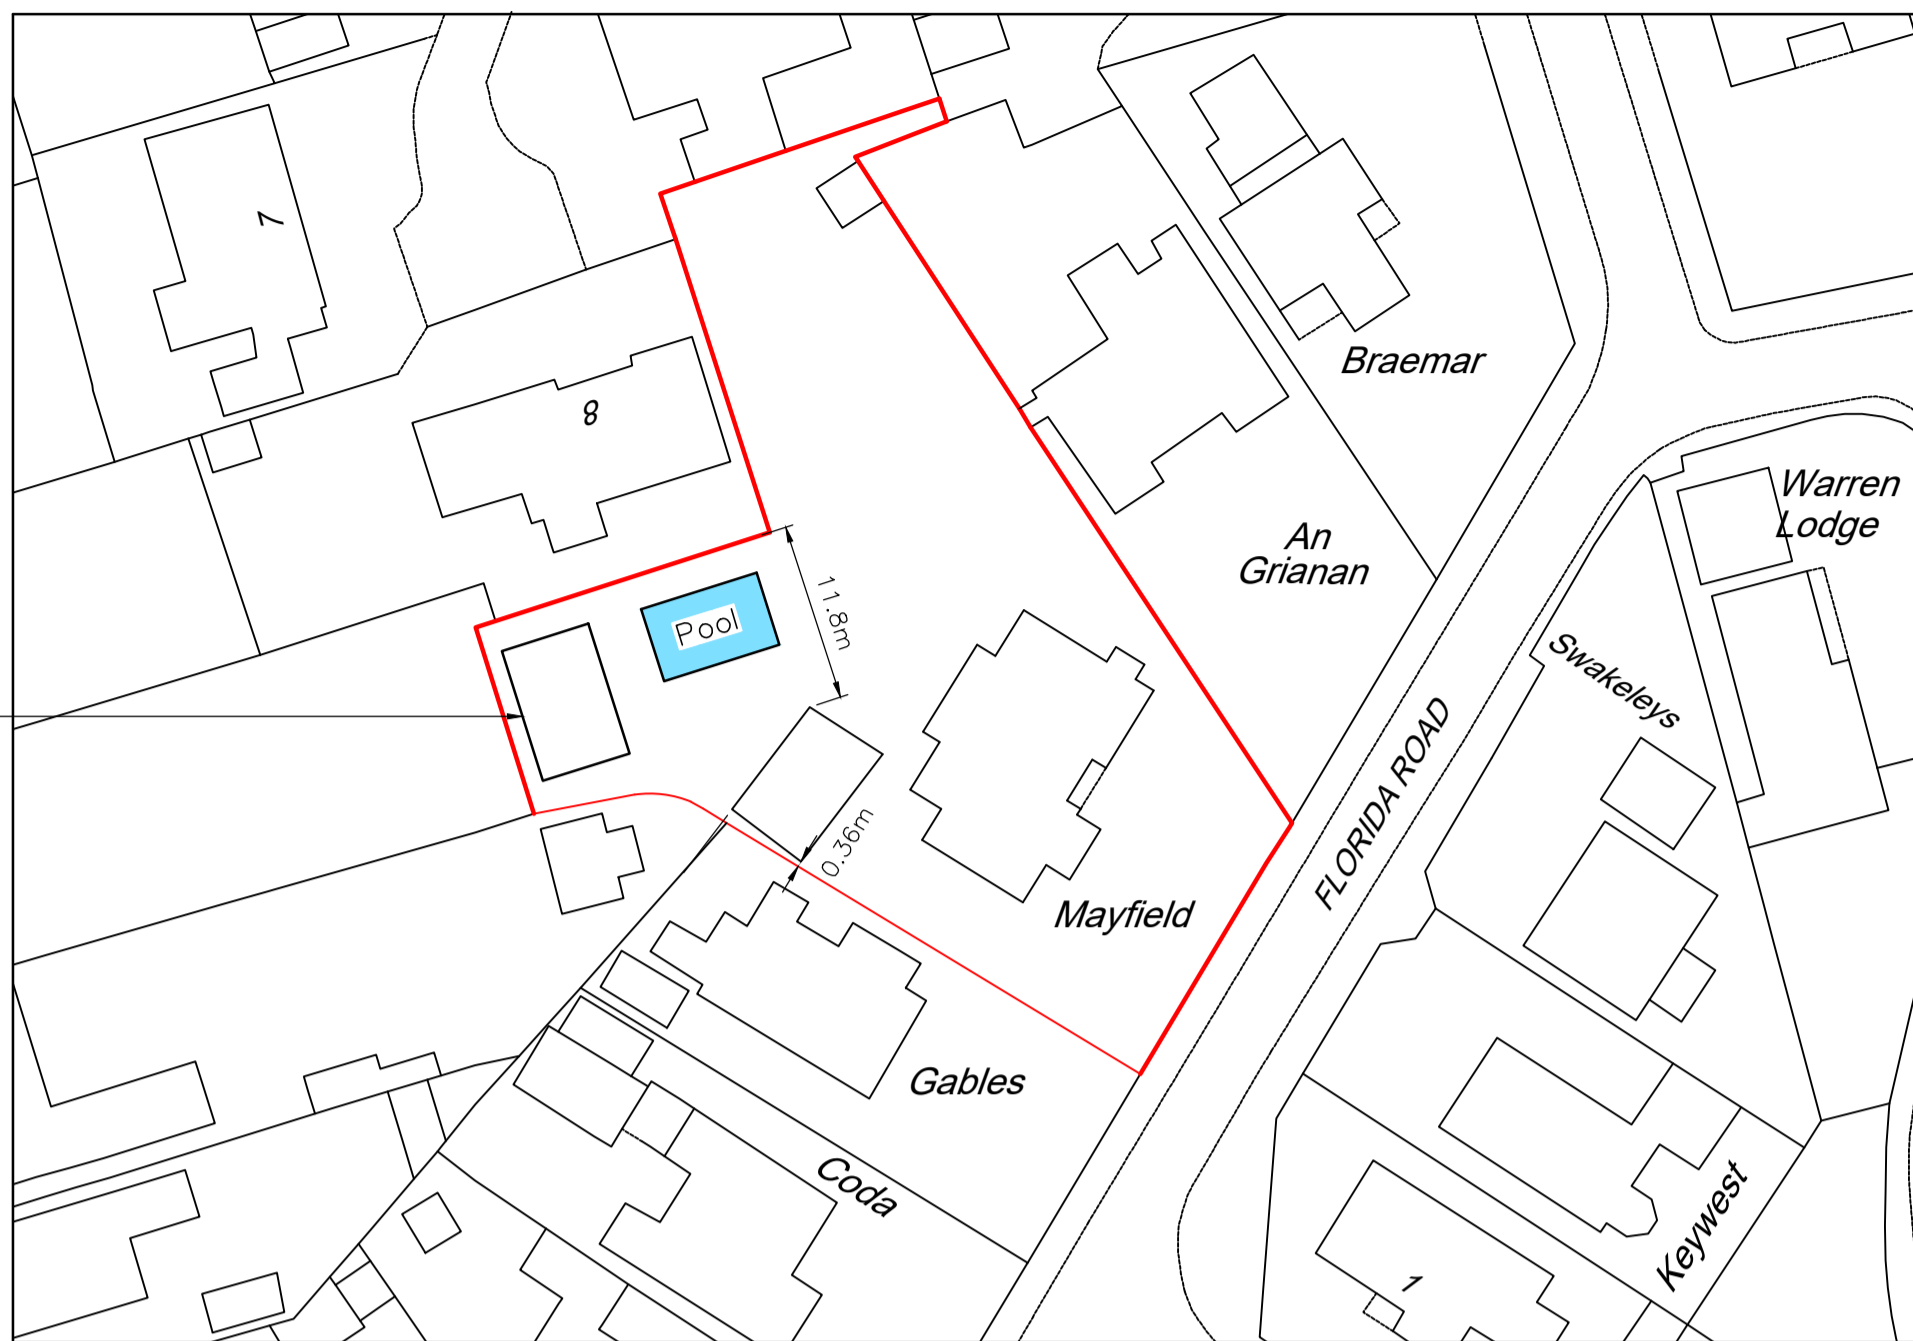 7
8
Braemar
Warren
Lodge
An
Grianan
11.8m
Pool
Swakeleys
FLORIDA ROAD
0.36m
Mayfield
Gables
Coda
Keywest
1